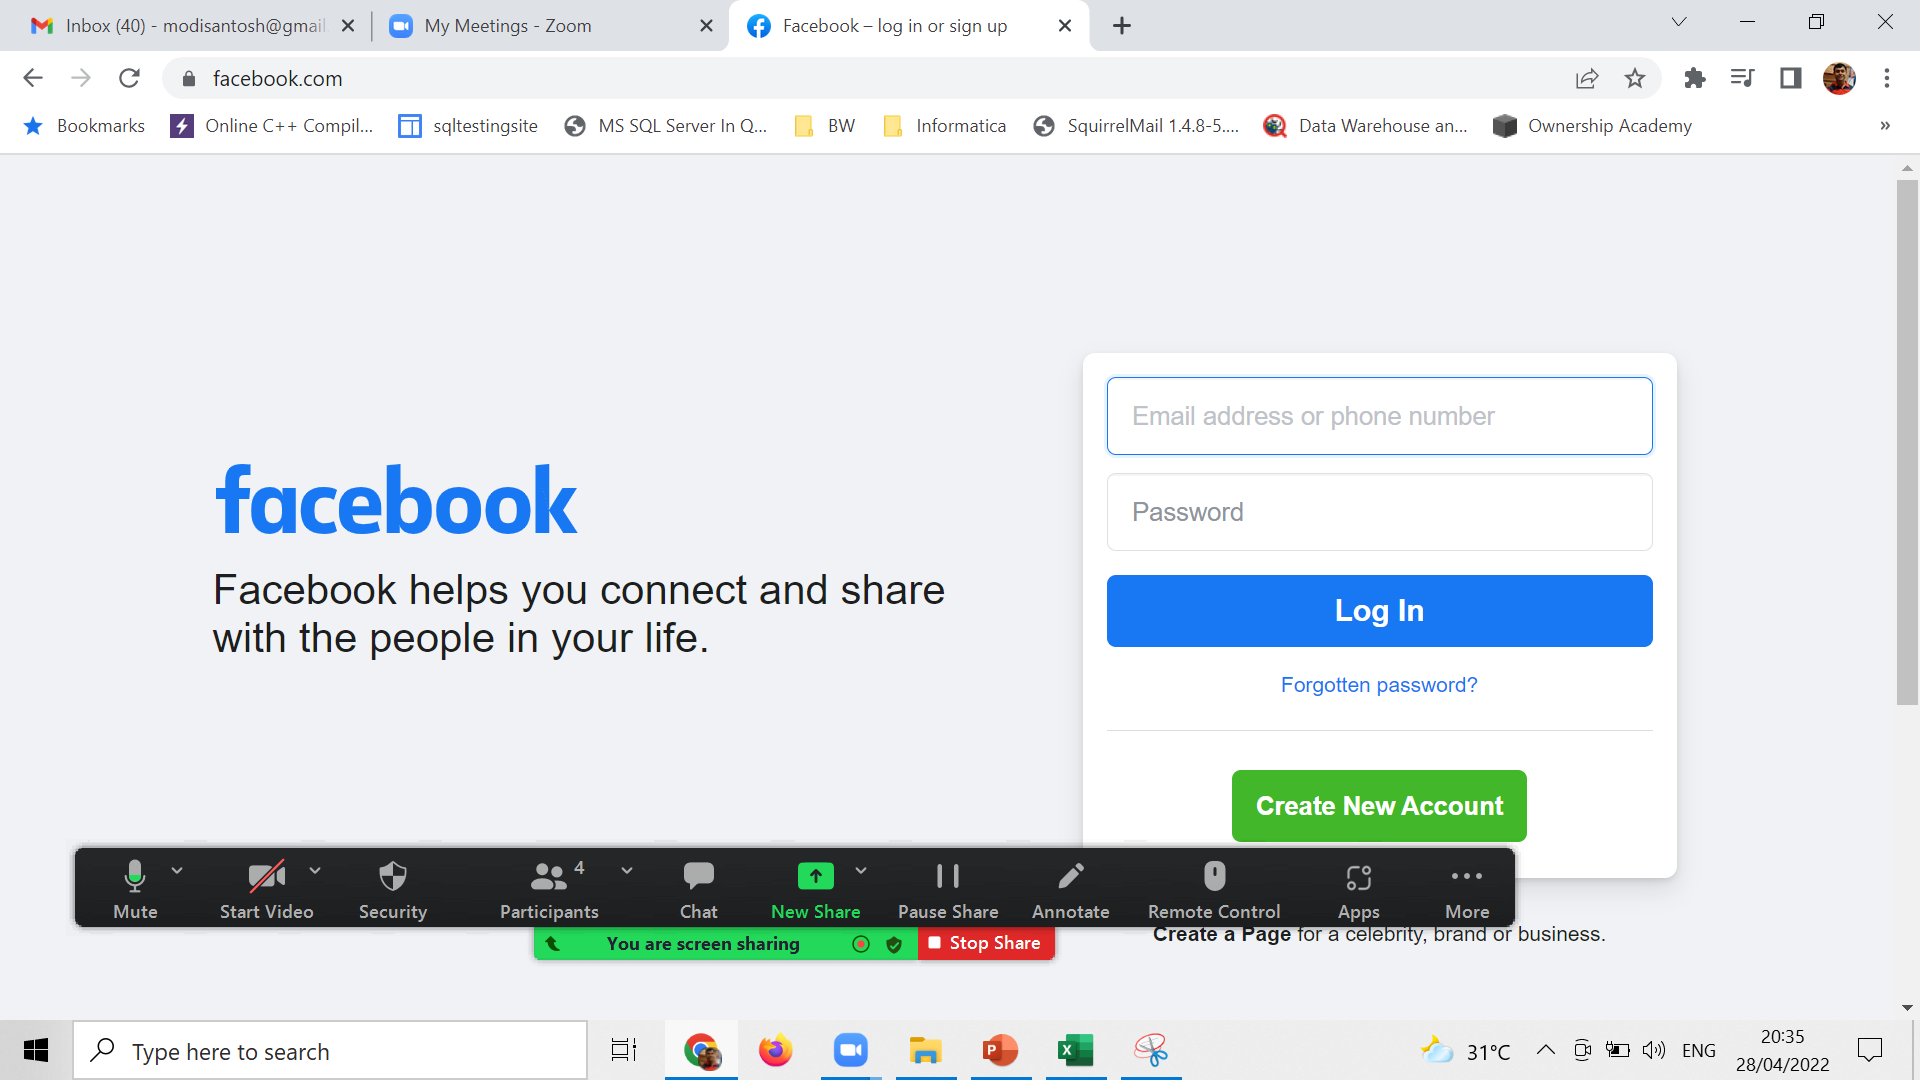 Inbox (40) - modisantosh@gmail
My Meetings - Zoom
Facebook – log in or sign up
facebook.com
Bookmarks
Online C++ Compil...
sqltestingsite
MS SQL Server In Q...
BW
Informatica
SquirrelMail 1.4.8-5....
Data Warehouse an...
Ownership Academy
»
facebook
Facebook helps you connect and share
with the people in your life.
Email address or phone number
Password
Log In
Forgotten password?
Create New Account
Create a Page for a celebrity, brand or business.
Mute
Start Video
Security
4
Participants
Chat
New Share
Pause Share
Annotate
Remote Control
Apps
More
You are screen sharing
Stop Share
Type here to search
31°C
ENG
20:35
28/04/2022